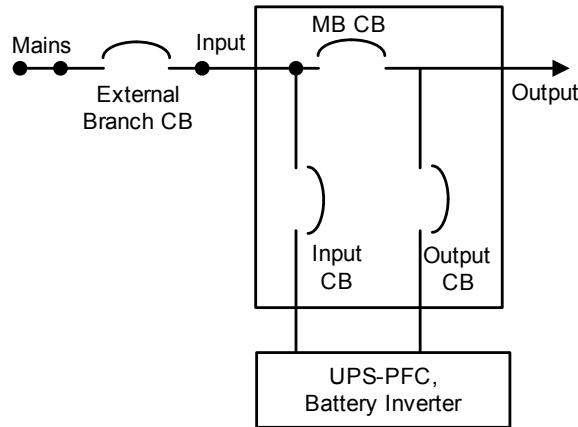 Mains
External
Branch CB
Input
MB CB
Output
Input
CB
Output
CB
UPS-PFC,
Battery Inverter